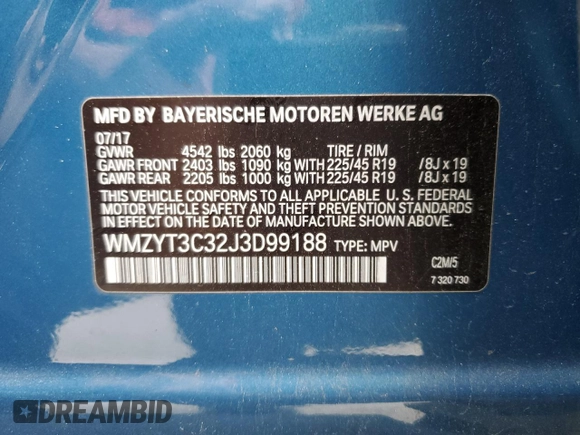 MFD BY BAYERISCHE MOTOREN WERKE AG
07/17
GVWR 4542 lbs 2060 kg TIRE / RIM
GAWR FRONT 2403 lbs 1090 kg WITH 225/45 R19 /8J x 19
GAWR REAR 2205 lbs 1000 kg WITH 225/45 R19 /8J x 19
THIS VEHICLE CONFORMS TO ALL APPLICABLE U.S. FEDERAL
MOTOR VEHICLE SAFETY AND THEFT PREVENTION STANDARDS
IN EFFECT ON THE DATE OF MANUFACTURE SHOWN ABOVE.
WMZYT3C32J3D99188 TYPE: MPV
C2M/5
7 320 730
DREAMBID